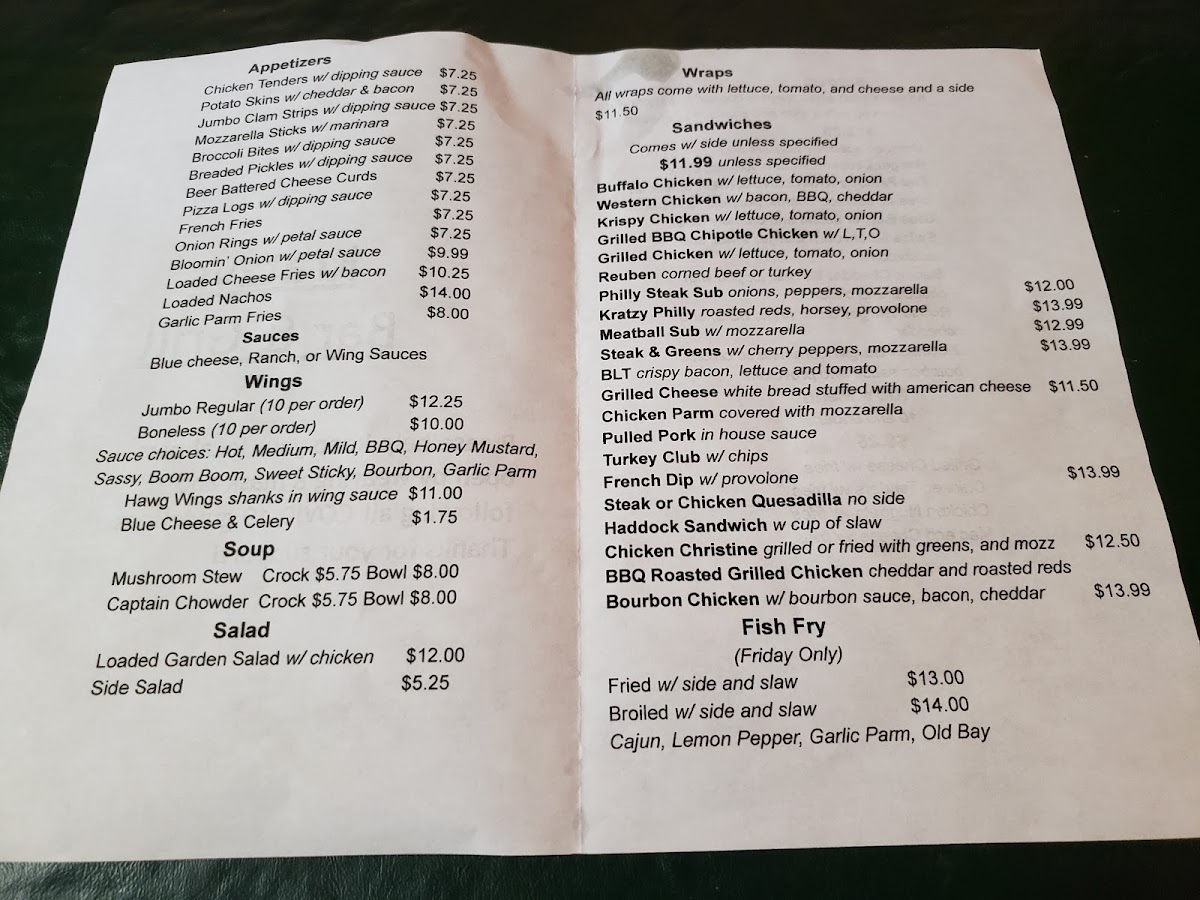 Appetizers
Chicken Tenders w/ dipping sauce $7.25
Potato Skins w/ cheddar & bacon $7.25
Jumbo Clam Strips w/ dipping sauce $7.25
Mozzarella Sticks w/ marinara $7.25
Broccoli Bites w/ dipping sauce $7.25
Breaded Pickles w/ dipping sauce $7.25
Beer Battered Cheese Curds $7.25
Pizza Logs w/ dipping sauce $7.25
French Fries $7.25
Onion Rings w/ petal sauce $7.25
Bloomin' Onion w/ petal sauce $9.99
Loaded Cheese Fries w/ bacon $10.25
Loaded Nachos $14.00
Garlic Parm Fries $8.00
Sauces
Blue cheese, Ranch, or Wing Sauces
Wings
Jumbo Regular (10 per order) $12.25
Boneless (10 per order) $10.00
Sauce choices: Hot, Medium, Mild, BBQ, Honey Mustard,
Sassy, Boom Boom, Sweet Sticky, Bourbon, Garlic Parm
Hawg Wings shanks in wing sauce $11.00
Blue Cheese & Celery $1.75
Soup
Mushroom Stew Crock $5.75 Bowl $8.00
Captain Chowder Crock $5.75 Bowl $8.00
Salad
Loaded Garden Salad w/ chicken $12.00
Side Salad $5.25
Wraps
All wraps come with lettuce, tomato, and cheese and a side
$11.50
Sandwiches
Comes w/ side unless specified
$11.99 unless specified
Buffalo Chicken w/ lettuce, tomato, onion
Western Chicken w/ bacon, BBQ, cheddar
Krispy Chicken w/ lettuce, tomato, onion
Grilled BBQ Chipotle Chicken w/ L,T,O
Grilled Chicken w/ lettuce, tomato, onion
Reuben corned beef or turkey
Philly Steak Sub onions, peppers, mozzarella $12.00
Kratzy Philly roasted reds, horsey, provolone $13.99
Meatball Sub w/ mozzarella $12.99
Steak & Greens w/ cherry peppers, mozzarella $13.99
BLT crispy bacon, lettuce and tomato
Grilled Cheese white bread stuffed with american cheese $11.50
Chicken Parm covered with mozzarella
Pulled Pork in house sauce
Turkey Club w/ chips
French Dip w/ provolone $13.99
Steak or Chicken Quesadilla no side
Haddock Sandwich w cup of slaw
Chicken Christine grilled or fried with greens, and mozz $12.50
BBQ Roasted Grilled Chicken cheddar and roasted reds
Bourbon Chicken w/ bourbon sauce, bacon, cheddar $13.99
Fish Fry
(Friday Only)
Fried w/ side and slaw $13.00
Broiled w/ side and slaw $14.00
Cajun, Lemon Pepper, Garlic Parm, Old Bay